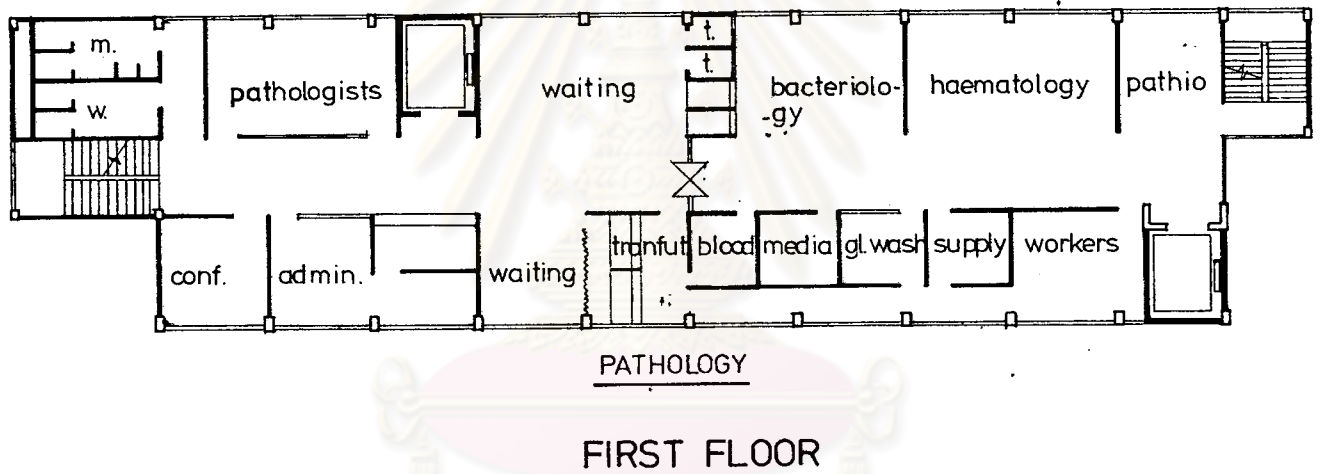 m.
w.
pathologists
waiting
t.
t.
bacteriolo-
-gy
haematology
pathio
conf.
admin.
waiting
tranfut
blood
media
gl.wash
supply
workers
PATHOLOGY
FIRST FLOOR